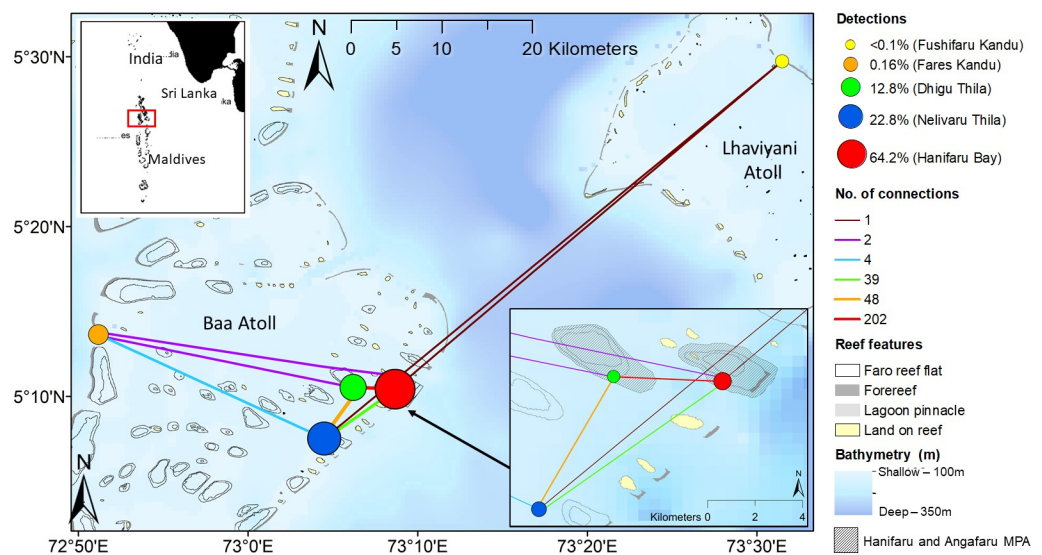 5°30'N
5°20'N
5°10'N
72°50'E
73°0'E
73°10'E
73°20'E
73°30'E
India
dia
Sri Lanka
ka
es
Maldives
N
0 5 10 20 Kilometers
Lhaviyani
Atoll
Baa Atoll
N
N
Kilometers 0 2 4
Detections
<0.1% (Fushifaru Kandu)
0.16% (Fares Kandu)
12.8% (Dhigu Thila)
22.8% (Nelivaru Thila)
64.2% (Hanifaru Bay)
No. of connections
1
2
4
39
48
202
Reef features
Faro reef flat
Forereef
Lagoon pinnacle
Land on reef
Bathymetry (m)
Shallow – 100m
Deep – 350m
Hanifaru and Angafaru MPA